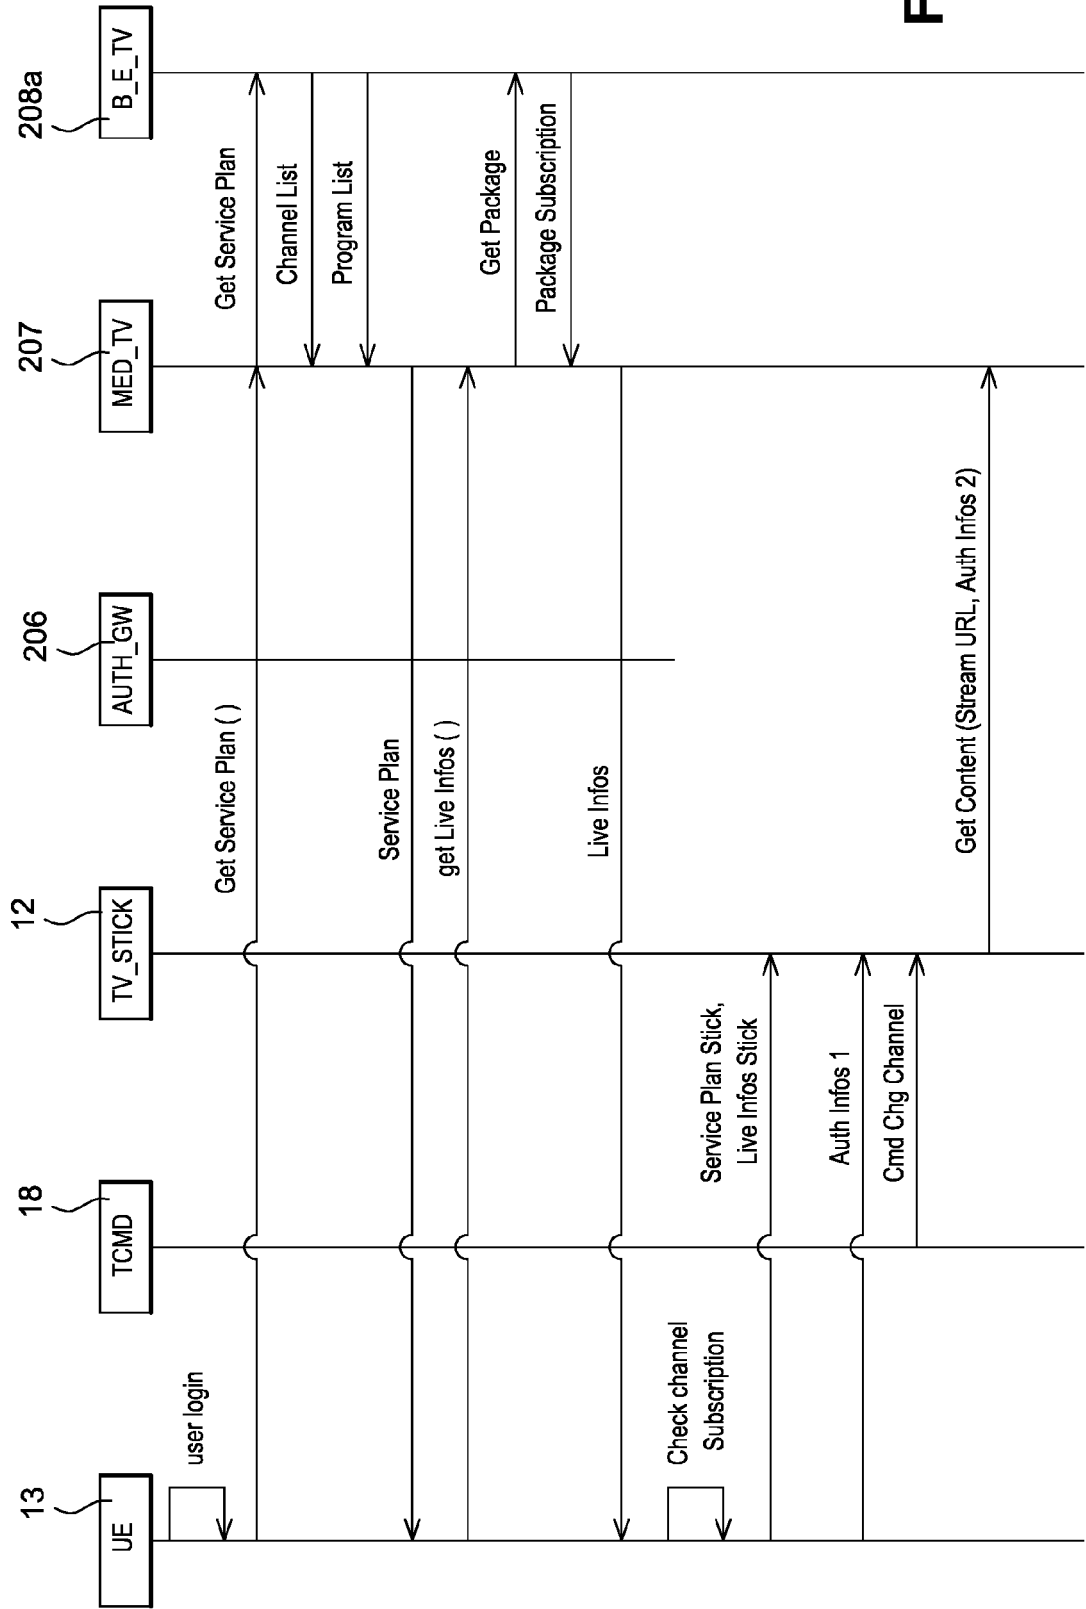 13
18
12
206
207
208a
UE
TCMD
TV_STICK
AUTH_GW
MED_TV
B_E_TV
user login
Get Service Plan ( )
Get Service Plan
Channel List
Program List
Service Plan
get Live Infos ( )
Get Package
Package Subscription
Live Infos
Check channel
Subscription
Service Plan Stick,
Live Infos Stick
Auth Infos 1
Cmd Chg Channel
Get Content (Stream URL, Auth Infos 2)
F